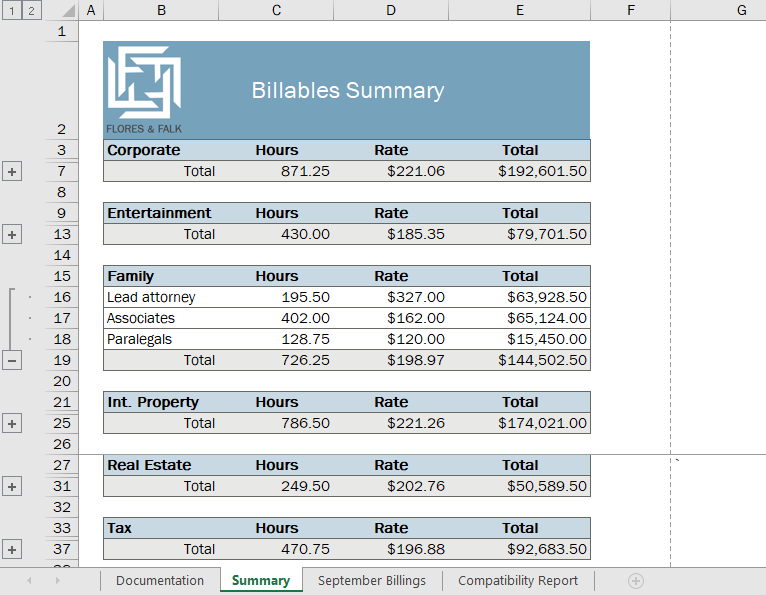 1 2 A B C D E F G
1
Billables Summary
2 FLORES & FALK
3 Corporate Hours Rate Total
+ 7 Total 871.25 $221.06 $192,601.50
8
9 Entertainment Hours Rate Total
+ 13 Total 430.00 $185.35 $79,701.50
14
15 Family Hours Rate Total
16 Lead attorney 195.50 $327.00 $63,928.50
17 Associates 402.00 $162.00 $65,124.00
18 Paralegals 128.75 $120.00 $15,450.00
− 19 Total 726.25 $198.97 $144,502.50
20
21 Int. Property Hours Rate Total
+ 25 Total 786.50 $221.26 $174,021.00
26
27 Real Estate Hours Rate Total `
+ 31 Total 249.50 $202.76 $50,589.50
32
33 Tax Hours Rate Total
+ 37 Total 470.75 $196.88 $92,683.50
Documentation Summary September Billings Compatibility Report +